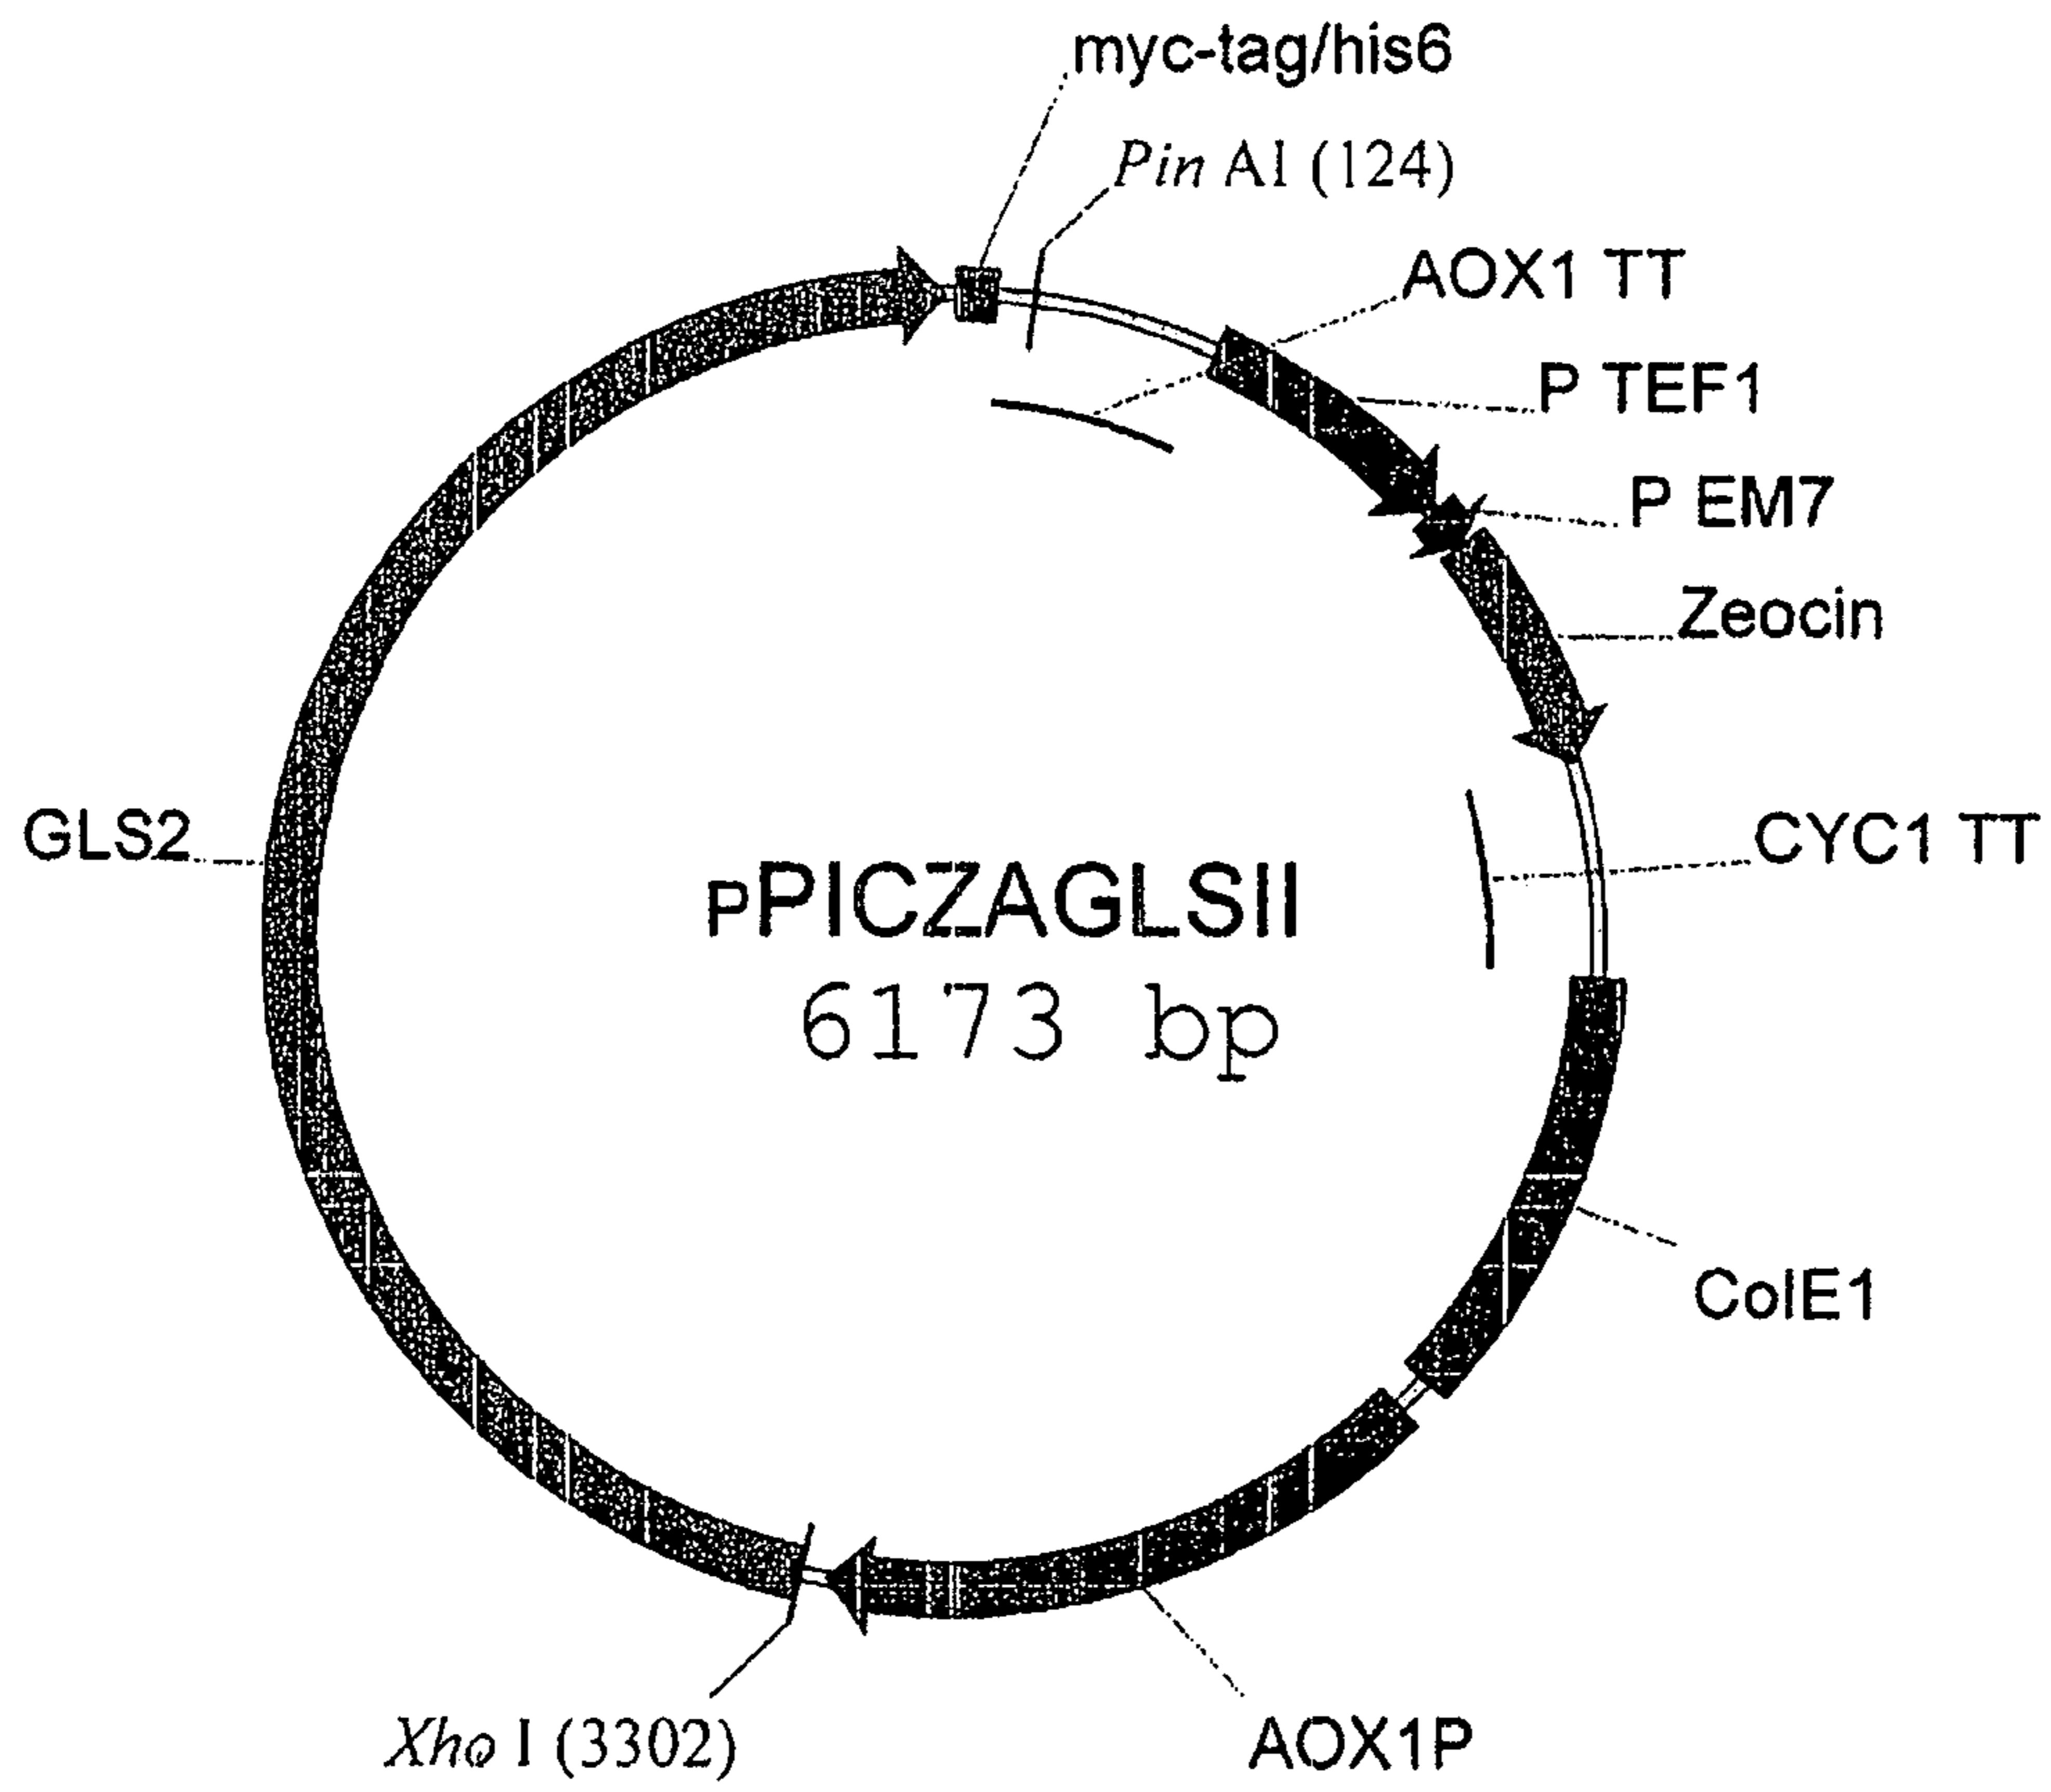 myc-tag/his6
Pin AI (124)
AOX1 TT
P TEF1
P EM7
Zeocin
CYC1 TT
GLS2
pPICZAGLSII
6173 bp
ColE1
Xho I (3302)
AOX1P